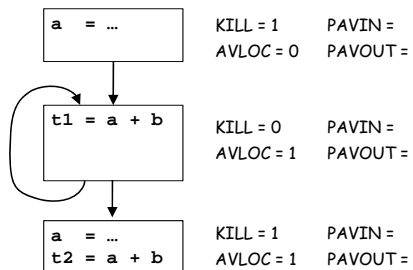 a = …
KILL = 1 PAVIN =
AVLOC = 0 PAVOUT =
t1 = a + b
KILL = 0 PAVIN =
AVLOC = 1 PAVOUT =
a = …
t2 = a + b
KILL = 1 PAVIN =
AVLOC = 1 PAVOUT =